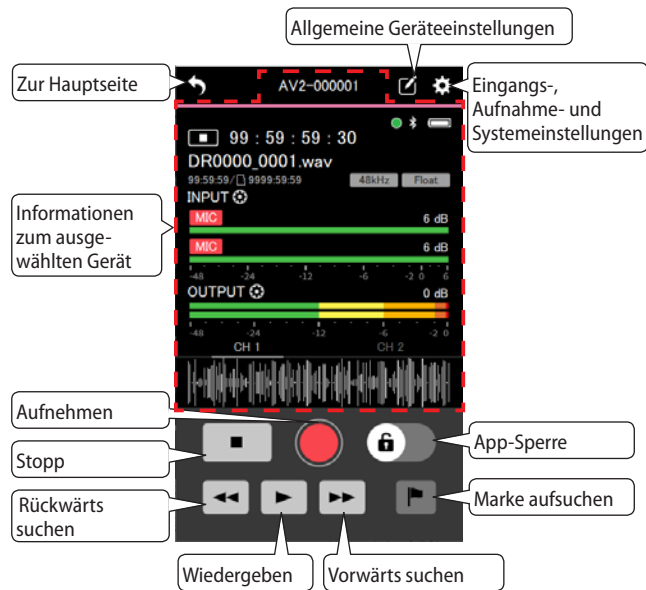 Allgemeine Geräteeinstellungen
Zur Hauptseite
AV2-000001
Eingangs-,
Aufnahme- und
Systemeinstellungen
99 : 59 : 59 : 30
DR0000_0001.wav
99:59:59/ 9999:59:59
48kHz Float
INPUT
MIC 6 dB
Informationen
zum ausge-
wählten Gerät
MIC 6 dB
-48 -24 -12 -6 -2 0 6
OUTPUT 0 dB
-48 -24 -12 -6 -2 0
CH 1 CH 2
Aufnehmen
App-Sperre
Stopp
Rückwärts
suchen
Marke aufsuchen
Wiedergeben
Vorwärts suchen